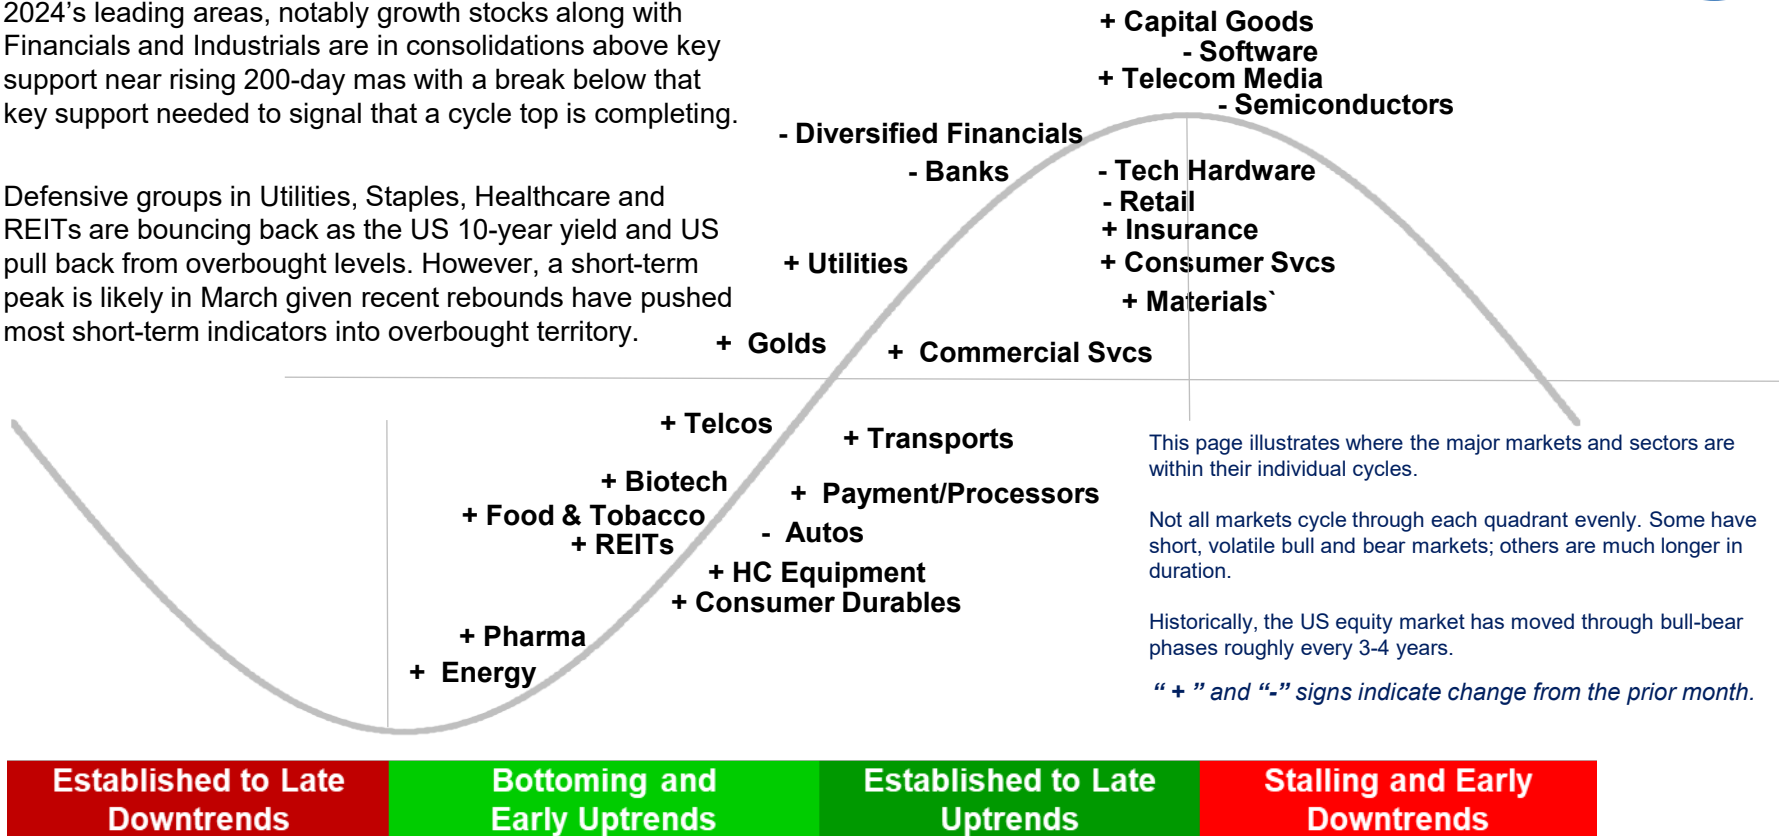 2024’s leading areas, notably growth stocks along with
Financials and Industrials are in consolidations above key
support near rising 200-day mas with a break below that
key support needed to signal that a cycle top is completing.
Defensive groups in Utilities, Staples, Healthcare and
REITs are bouncing back as the US 10-year yield and US
pull back from overbought levels. However, a short-term
peak is likely in March given recent rebounds have pushed
most short-term indicators into overbought territory.
+ Capital Goods
- Software
+ Telecom Media
- Semiconductors
- Diversified Financials
- Banks
- Tech Hardware
- Retail
+ Insurance
+ Utilities
+ Consumer Svcs
+ Materials`
+ Golds
+ Commercial Svcs
+ Telcos
+ Transports
+ Biotech
+ Payment/Processors
+ Food & Tobacco
- Autos
+ REITs
+ HC Equipment
+ Consumer Durables
+ Pharma
+ Energy
This page illustrates where the major markets and sectors are
within their individual cycles.
Not all markets cycle through each quadrant evenly. Some have
short, volatile bull and bear markets; others are much longer in
duration.
Historically, the US equity market has moved through bull-bear
phases roughly every 3-4 years.
“ + ” and “-” signs indicate change from the prior month.
Established to Late
Downtrends
Bottoming and
Early Uptrends
Established to Late
Uptrends
Stalling and Early
Downtrends